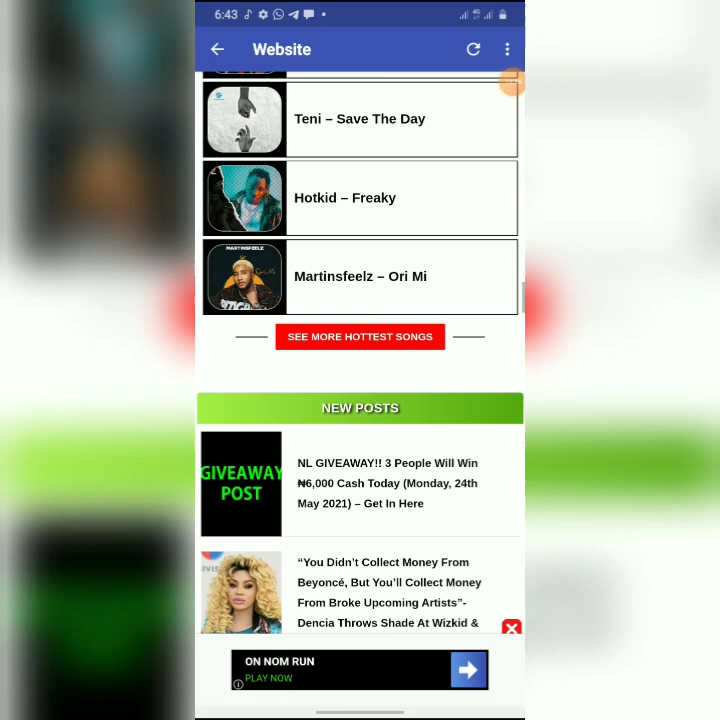 6:43
4G
Website
Teni – Save The Day
Hotkid – Freaky
MARTINSFEELZ
Martinsfeelz – Ori Mi
SEE MORE HOTTEST SONGS
NEW POSTS
GIVEAWAY
POST
NL GIVEAWAY!! 3 People Will Win
₦6,000 Cash Today (Monday, 24th
May 2021) – Get In Here
“You Didn’t Collect Money From
Beyoncé, But You’ll Collect Money
From Broke Upcoming Artists”-
Dencia Throws Shade At Wizkid &
ON NOM RUN
PLAY NOW